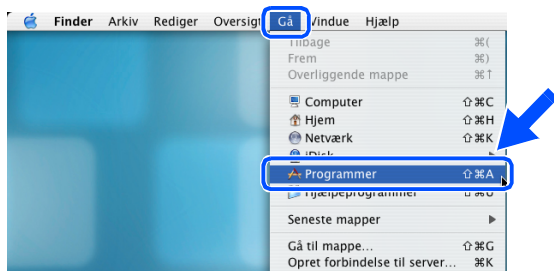 Finder Arkiv Rediger Oversigt Gå Vindue Hjælp
Tilbage ⌘(
Frem ⌘)
Overliggende mappe ⌘↑
Computer ⇧⌘C
Hjem ⇧⌘H
Netværk ⇧⌘K
iDisk
Programmer ⇧⌘A
Hjælpeprogrammer ⇧⌘U
Seneste mapper
Gå til mappe... ⇧⌘G
Opret forbindelse til server... ⌘K